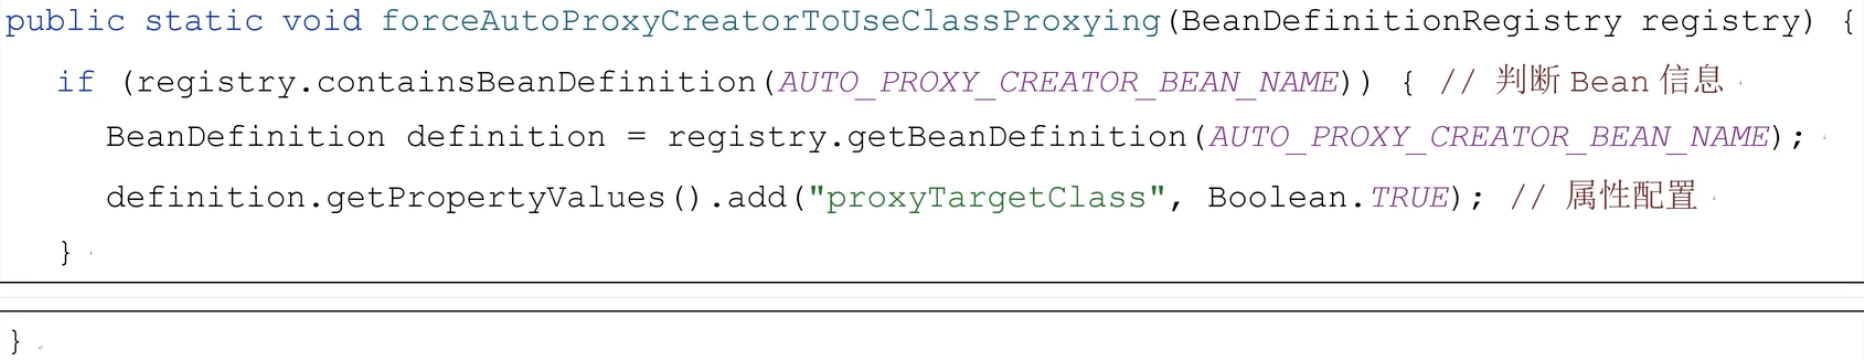 public static void forceAutoProxyCreatorToUseClassProxying(BeanDefinitionRegistry registry) {
if (registry.containsBeanDefinition(AUTO_PROXY_CREATOR_BEAN_NAME)) { // 判断 Bean 信息
BeanDefinition definition = registry.getBeanDefinition(AUTO_PROXY_CREATOR_BEAN_NAME);
definition.getPropertyValues().add("proxyTargetClass", Boolean.TRUE); // 属性配置
}
}